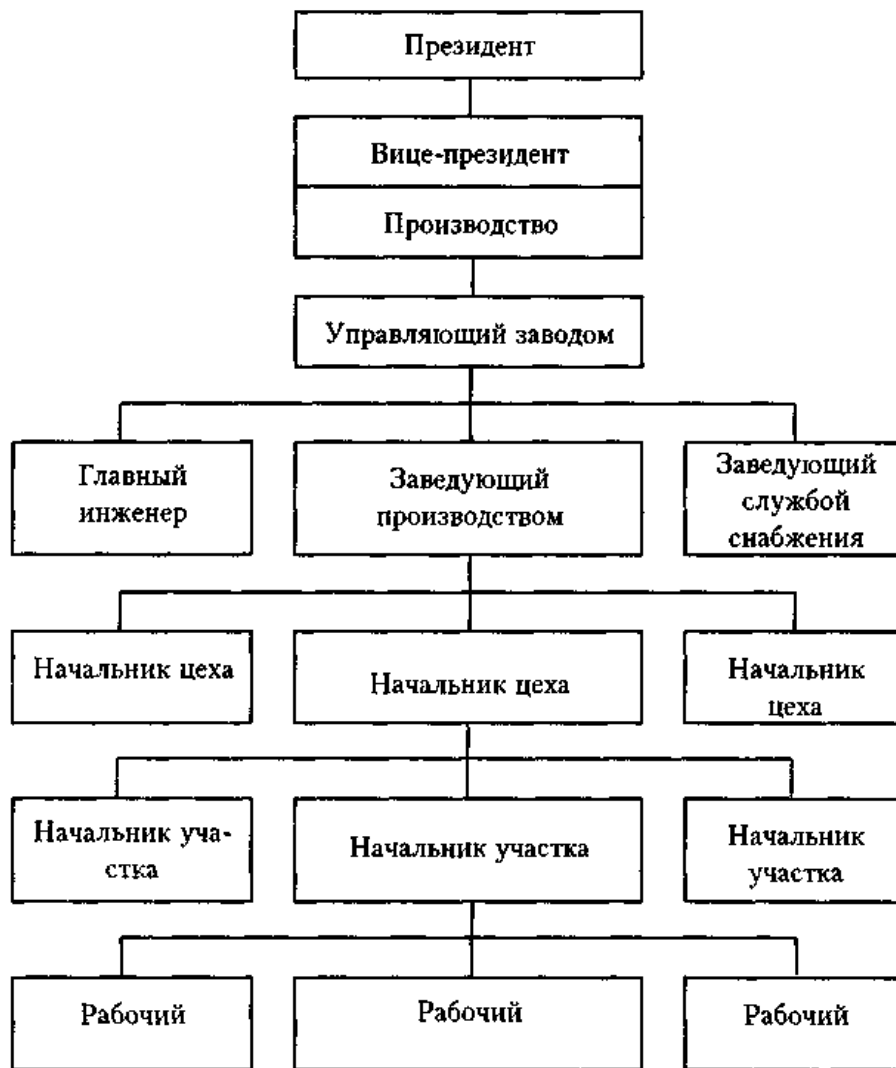 Президент
Вице-президент
Производство
Управляющий заводом
Главный
инженер
Заведующий
производством
Заведующий
службой
снабжения
Начальник цеха
Начальник цеха
Начальник
цеха
Начальник уча-
стка
Начальник участка
Начальник
участка
Рабочий
Рабочий
Рабочий